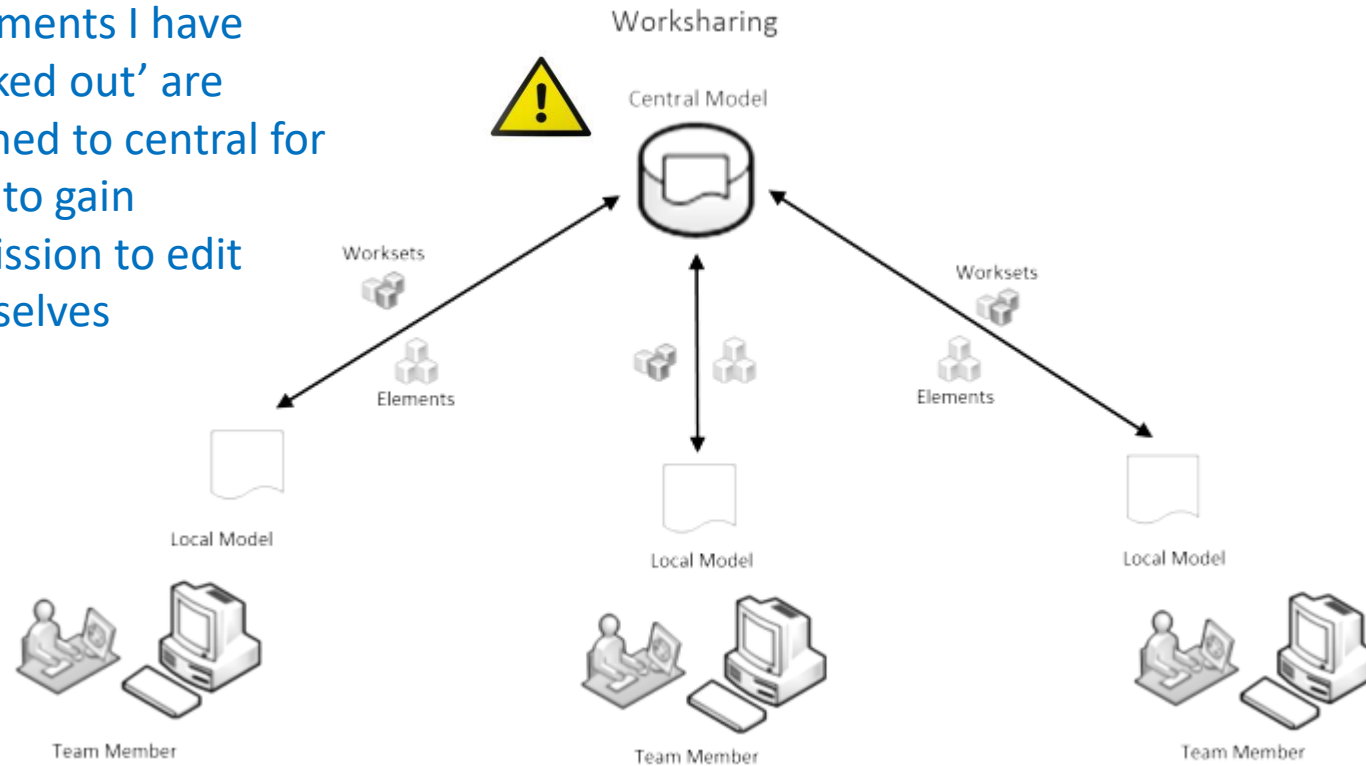 ments I have
ked out’ are
ned to central for
to gain
ission to edit
selves
Worksharing
Central Model
Worksets
Worksets
Elements
Elements
Local Model
Local Model
Local Model
Team Member
Team Member
Team Member